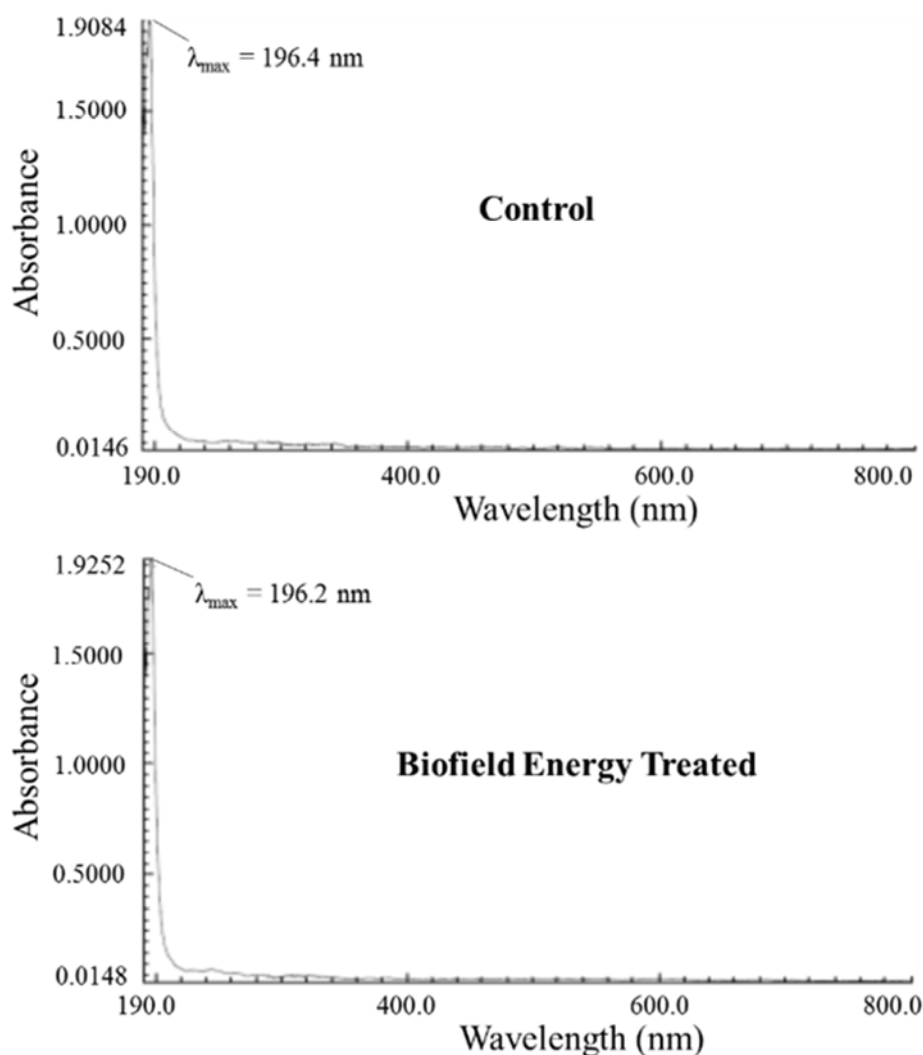 1.9084
λmax = 196.4 nm
1.5000
Control
1.0000
Absorbance
0.5000
0.0146
190.0 400.0 600.0 800.0
Wavelength (nm)
1.9252
λmax = 196.2 nm
1.5000
1.0000
Biofield Energy Treated
Absorbance
0.5000
0.0148
190.0 400.0 600.0 800.0
Wavelength (nm)